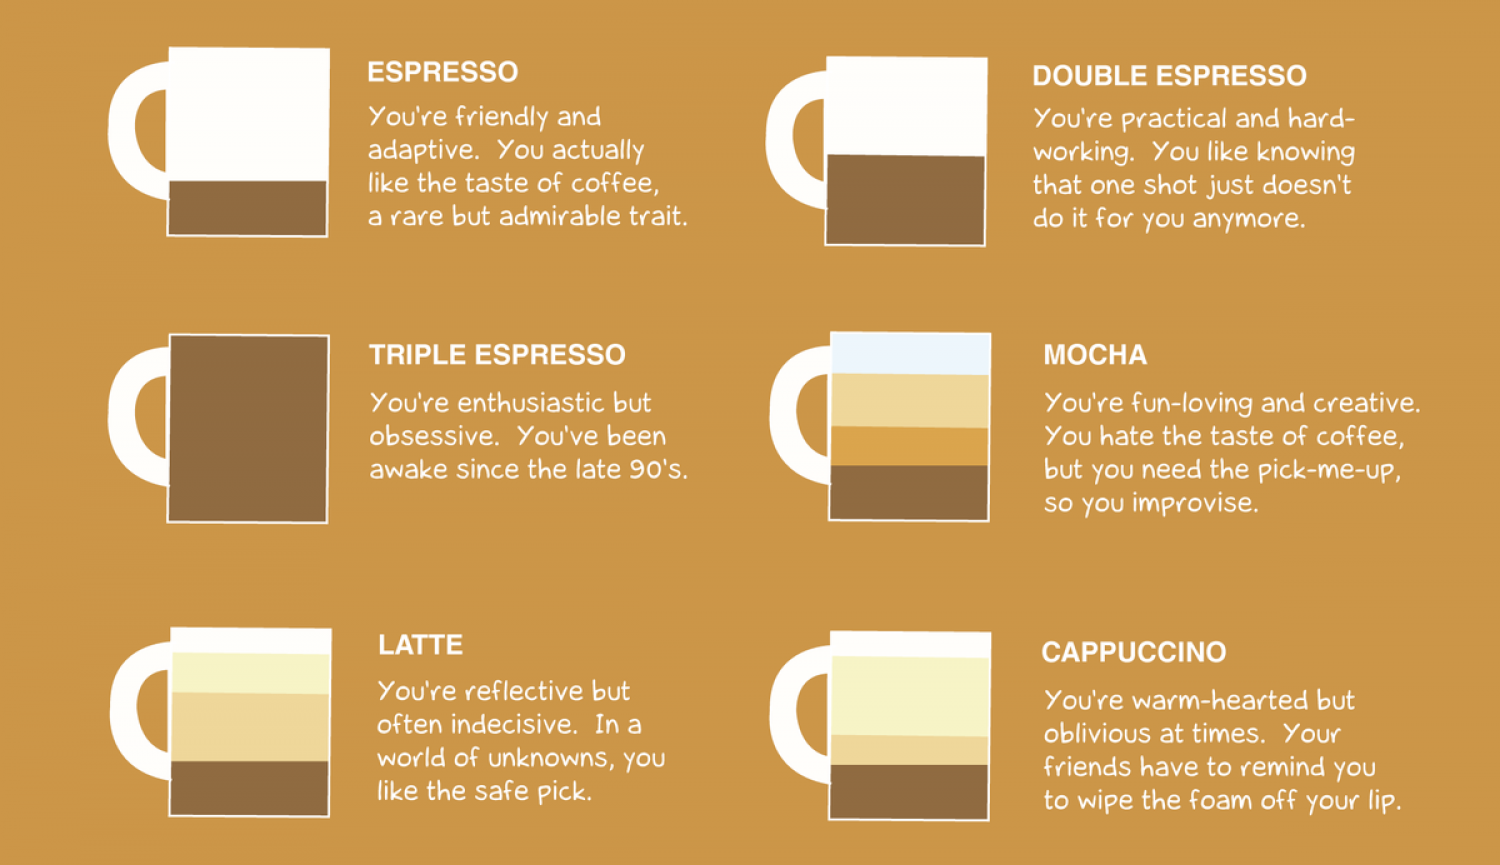 ESPRESSO
You're friendly and
adaptive. You actually
like the taste of coffee,
a rare but admirable trait.
DOUBLE ESPRESSO
You're practical and hard-
working. You like knowing
that one shot just doesn't
do it for you anymore.
TRIPLE ESPRESSO
You're enthusiastic but
obsessive. You've been
awake since the late 90's.
MOCHA
You're fun-loving and creative.
You hate the taste of coffee,
but you need the pick-me-up,
so you improvise.
LATTE
You're reflective but
often indecisive. In a
world of unknowns, you
like the safe pick.
CAPPUCCINO
You're warm-hearted but
oblivious at times. Your
friends have to remind you
to wipe the foam off your lip.